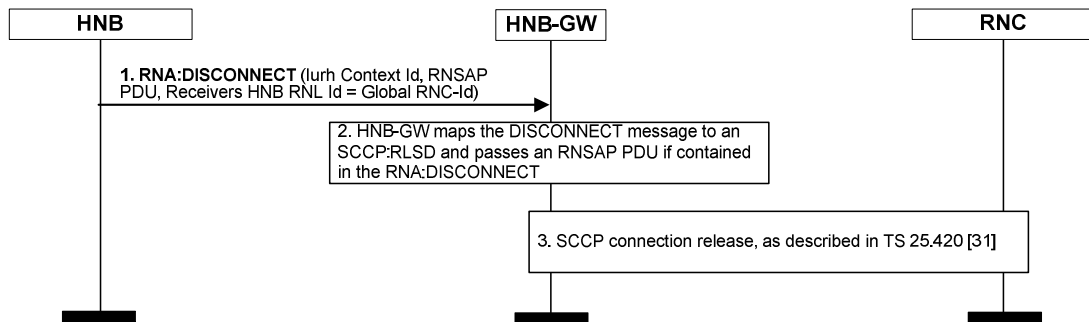 HNB
HNB-GW
RNC
1. RNA:DISCONNECT (Iurh Context Id, RNSAP
PDU, Receivers HNB RNL Id = Global RNC-Id)
2. HNB-GW maps the DISCONNECT message to an
SCCP:RLSD and passes an RNSAP PDU if contained
in the RNA:DISCONNECT
3. SCCP connection release, as described in TS 25.420 [31]